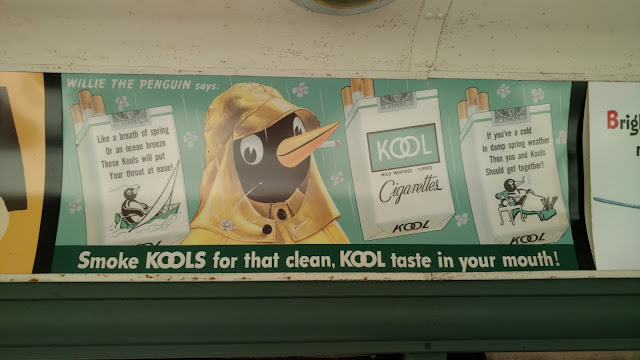 WILLIE THE PENGUIN says:
Like a breath of spring
Or an ocean breeze
These Kools will put
Your throat at ease!
KOOL
KOOL
MILD MENTHOL TIPPED
Cigarettes
KOOL
If you've a cold
in damp spring weather
Then you and Kools
Should get together!
KOOL
Smoke KOOLS for that clean, KOOL taste in your mouth!
Brigh